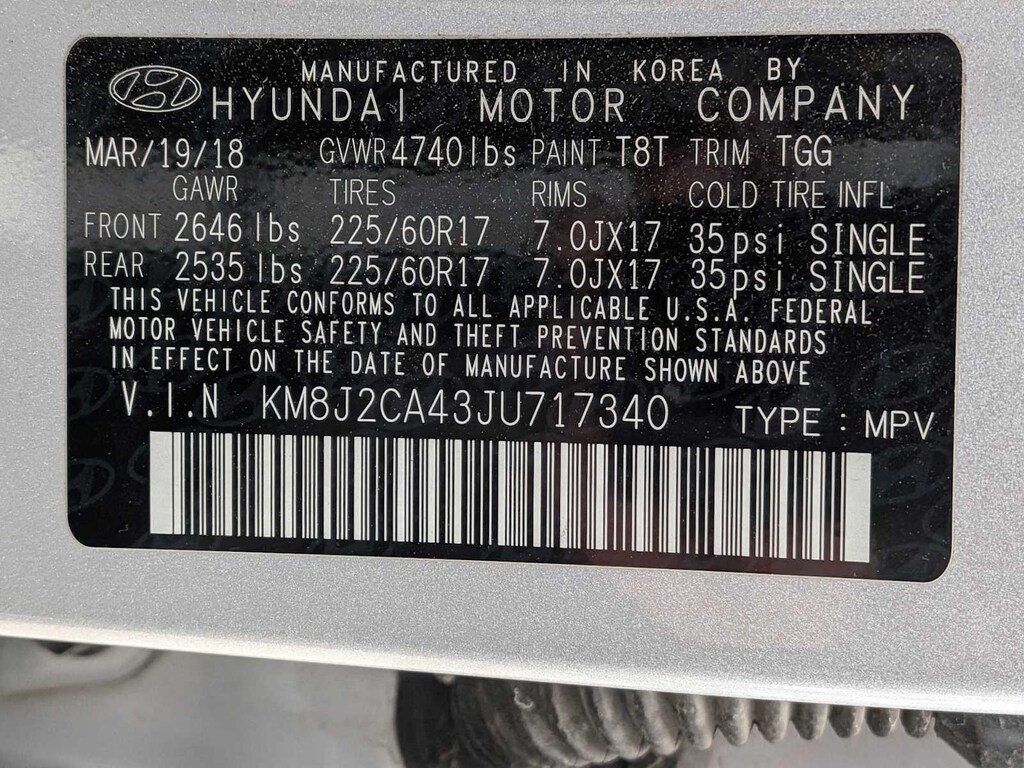 MANUFACTURED IN KOREA BY
HYUNDAI MOTOR COMPANY
MAR/19/18 GVWR 4740lbs PAINT T8T TRIM TGG
GAWR TIRES RIMS COLD TIRE INFL
FRONT 2646 lbs 225/60R17 7.0JX17 35psi SINGLE
REAR 2535 lbs 225/60R17 7.0JX17 35psi SINGLE
THIS VEHICLE CONFORMS TO ALL APPLICABLE U.S.A. FEDERAL
MOTOR VEHICLE SAFETY AND THEFT PREVENTION STANDARDS
IN EFFECT ON THE DATE OF MANUFACTURE SHOWN ABOVE
V.I.N KM8J2CA43JU717340 TYPE : MPV